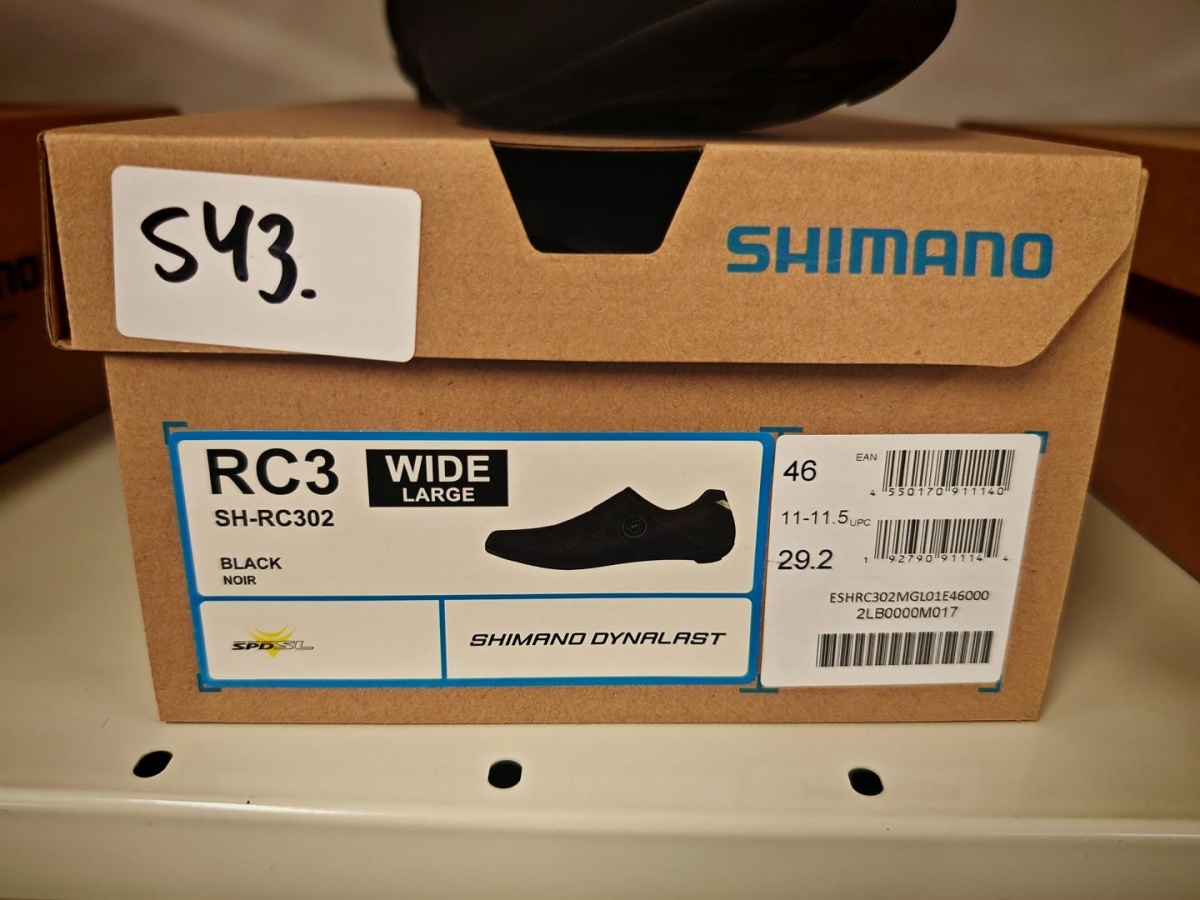 S43.
SHIMANO
RC3
WIDE
LARGE
SH-RC302
BLACK
NOIR
SPD-SL
SHIMANO DYNALAST
46
EAN
4 550170 911140
11-11.5
UPC
1 92790 91114 4
29.2
ESHRC302MGL01E46000
2LB0000M017
NO